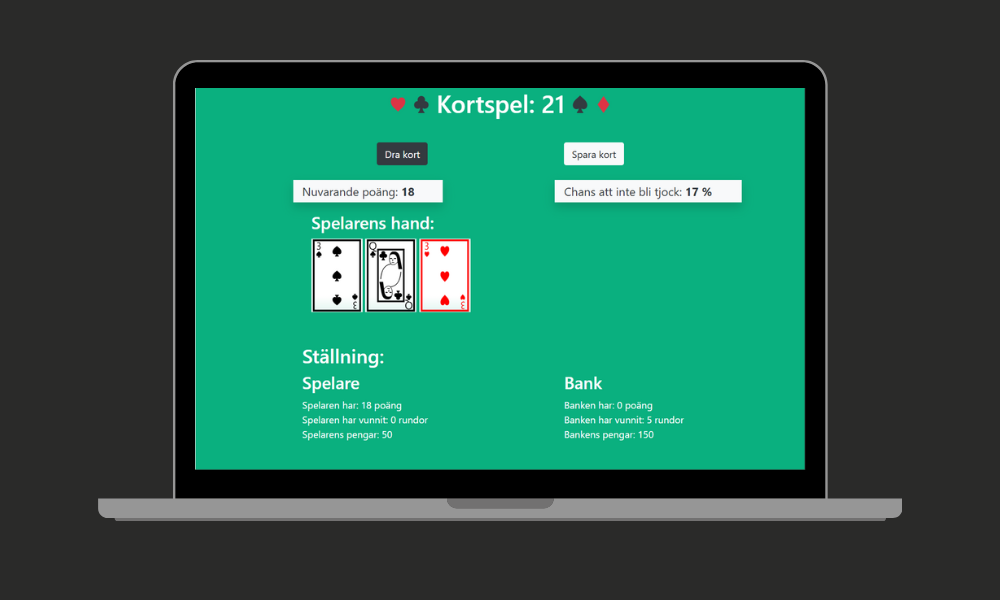 Kortspel: 21
Dra kort
Spara kort
Nuvarande poäng: 18
Chans att inte bli tjock: 17 %
Spelarens hand:
3 Q 3
3 Q 3
Ställning:
Spelare
Spelaren har: 18 poäng
Spelaren har vunnit: 0 rundor
Spelarens pengar: 50
Bank
Banken har: 0 poäng
Banken har vunnit: 5 rundor
Bankens pengar: 150